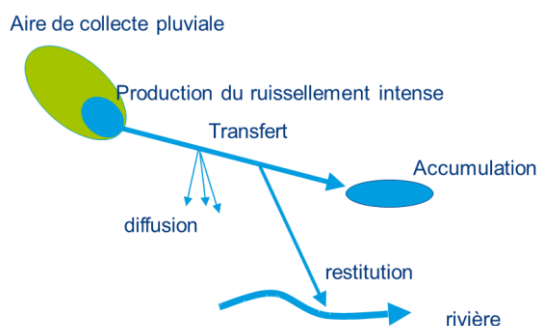 Aire de collecte pluviale
Production du ruissellement intense
Transfert
Accumulation
diffusion
restitution
rivière